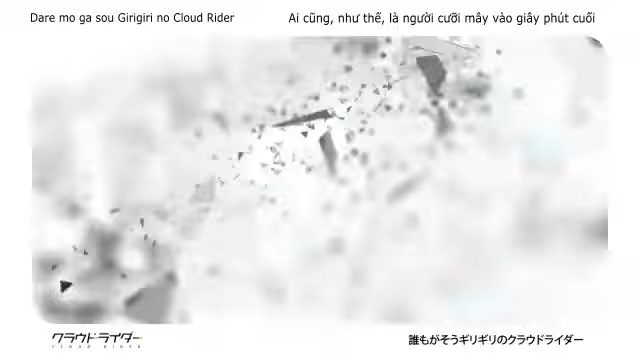 Dare mo ga sou Girigiri no Cloud Rider
Ai cũng, như thế, là người cưỡi mây vào giây phút cuối
クラウドライダー
CLOUD RIDER
誰もがそうギリギリのクラウドライダー